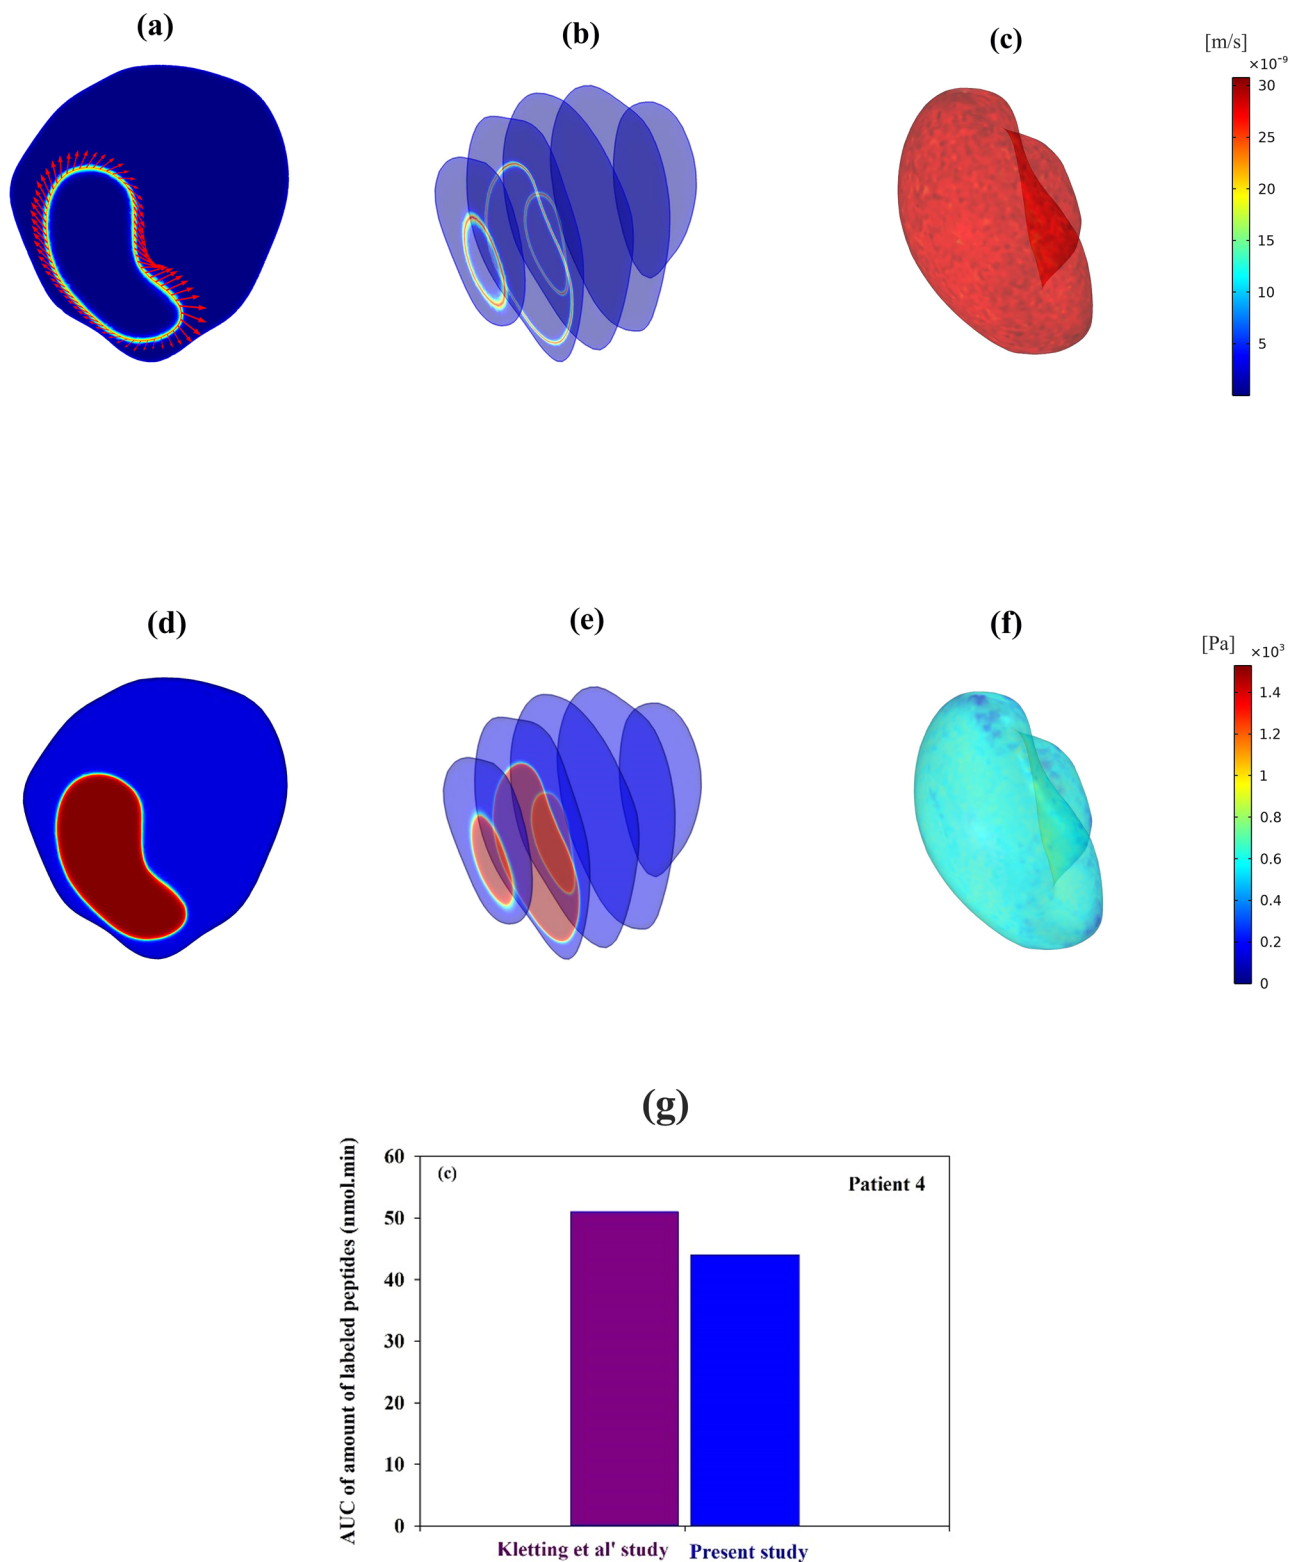 (a)
(b)
(c)
[m/s]
×10⁻⁹
30
25
20
15
10
5
(d)
(e)
(f)
[Pa]
×10³
1.4
1.2
1
0.8
0.6
0.4
0.2
0
(g)
AUC of amount of labeled peptides (nmol.min)
60
50
40
30
20
10
0
(c)
Patient 4
Kletting et al' study
Present study